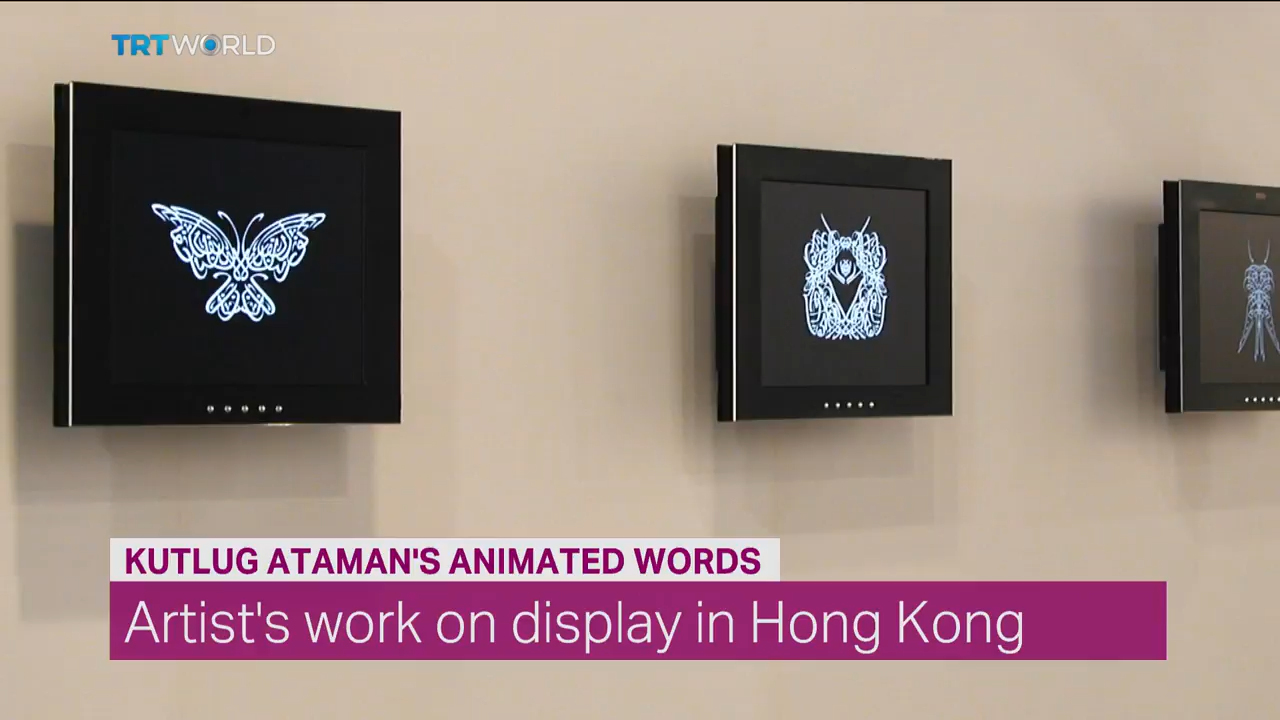 TRT WORLD
KUTLUG ATAMAN'S ANIMATED WORDS
Artist's work on display in Hong Kong